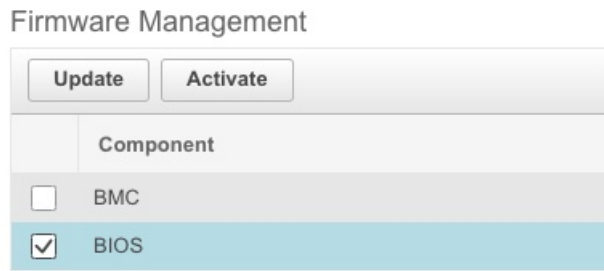 Firmware Management
Update Activate
Component
BMC
BIOS